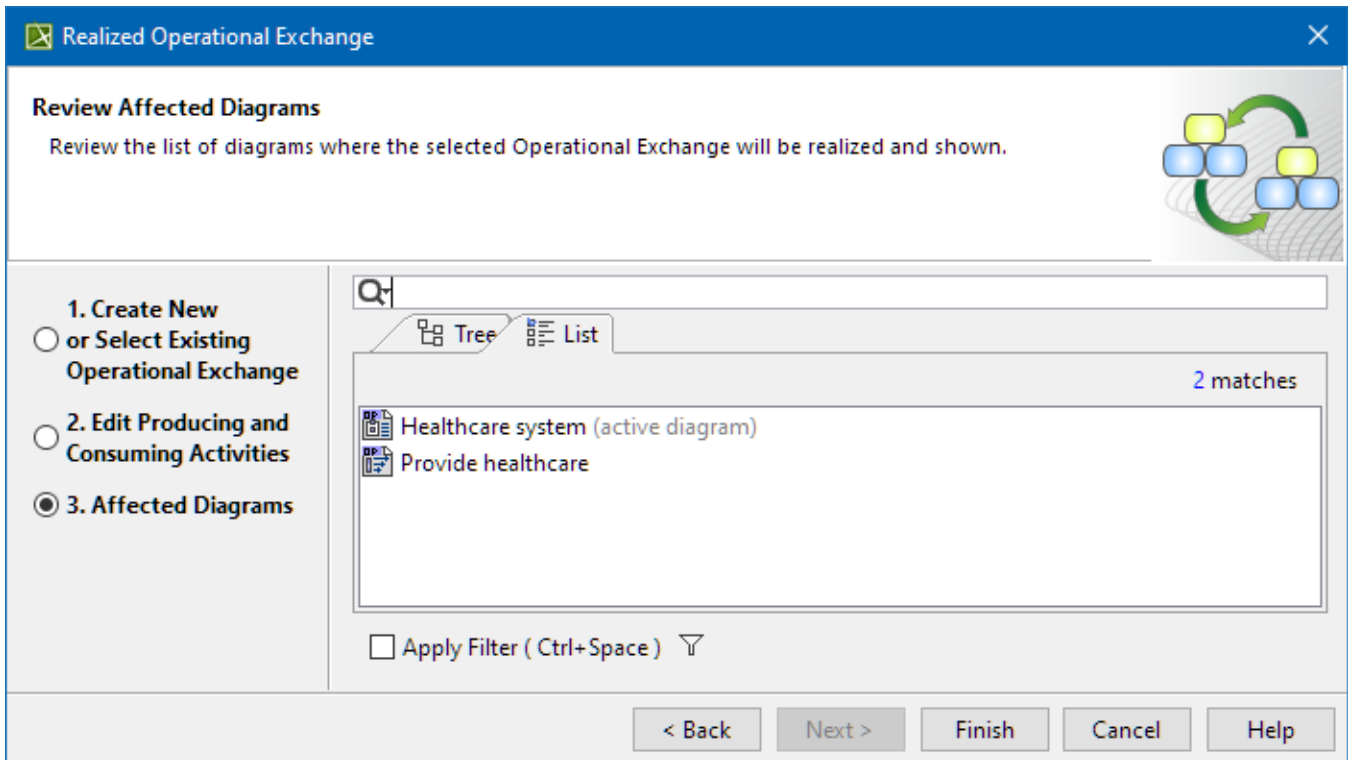 Realized Operational Exchange
Review Affected Diagrams
Review the list of diagrams where the selected Operational Exchange will be realized and shown.
1. Create New
or Select Existing
Operational Exchange
2. Edit Producing and
Consuming Activities
3. Affected Diagrams
Tree
List
2 matches
Healthcare system (active diagram)
Provide healthcare
Apply Filter ( Ctrl+Space )
< Back
Next >
Finish
Cancel
Help